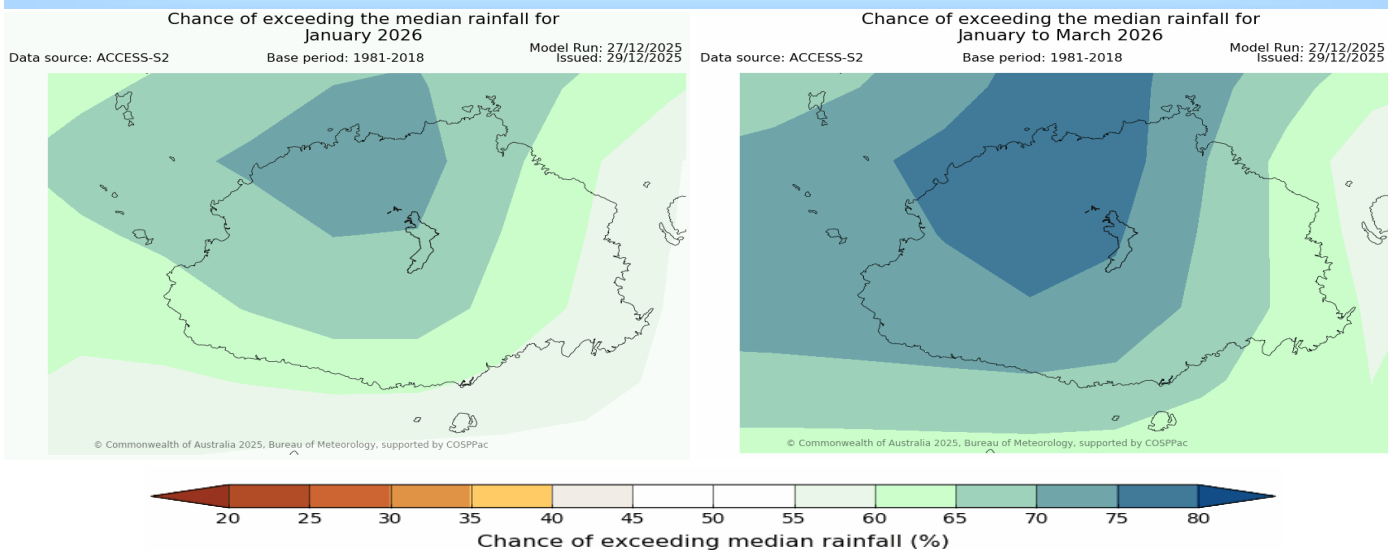 Chance of exceeding the median rainfall for
January 2026
Model Run: 27/12/2025
Data source: ACCESS-S2 Base period: 1981-2018 Issued: 29/12/2025
© Commonwealth of Australia 2025, Bureau of Meteorology, supported by COSPPac
Chance of exceeding the median rainfall for
January to March 2026
Model Run: 27/12/2025
Data source: ACCESS-S2 Base period: 1981-2018 Issued: 29/12/2025
© Commonwealth of Australia 2025, Bureau of Meteorology, supported by COSPPac
20 25 30 35 40 45 50 55 60 65 70 75 80
Chance of exceeding median rainfall (%)